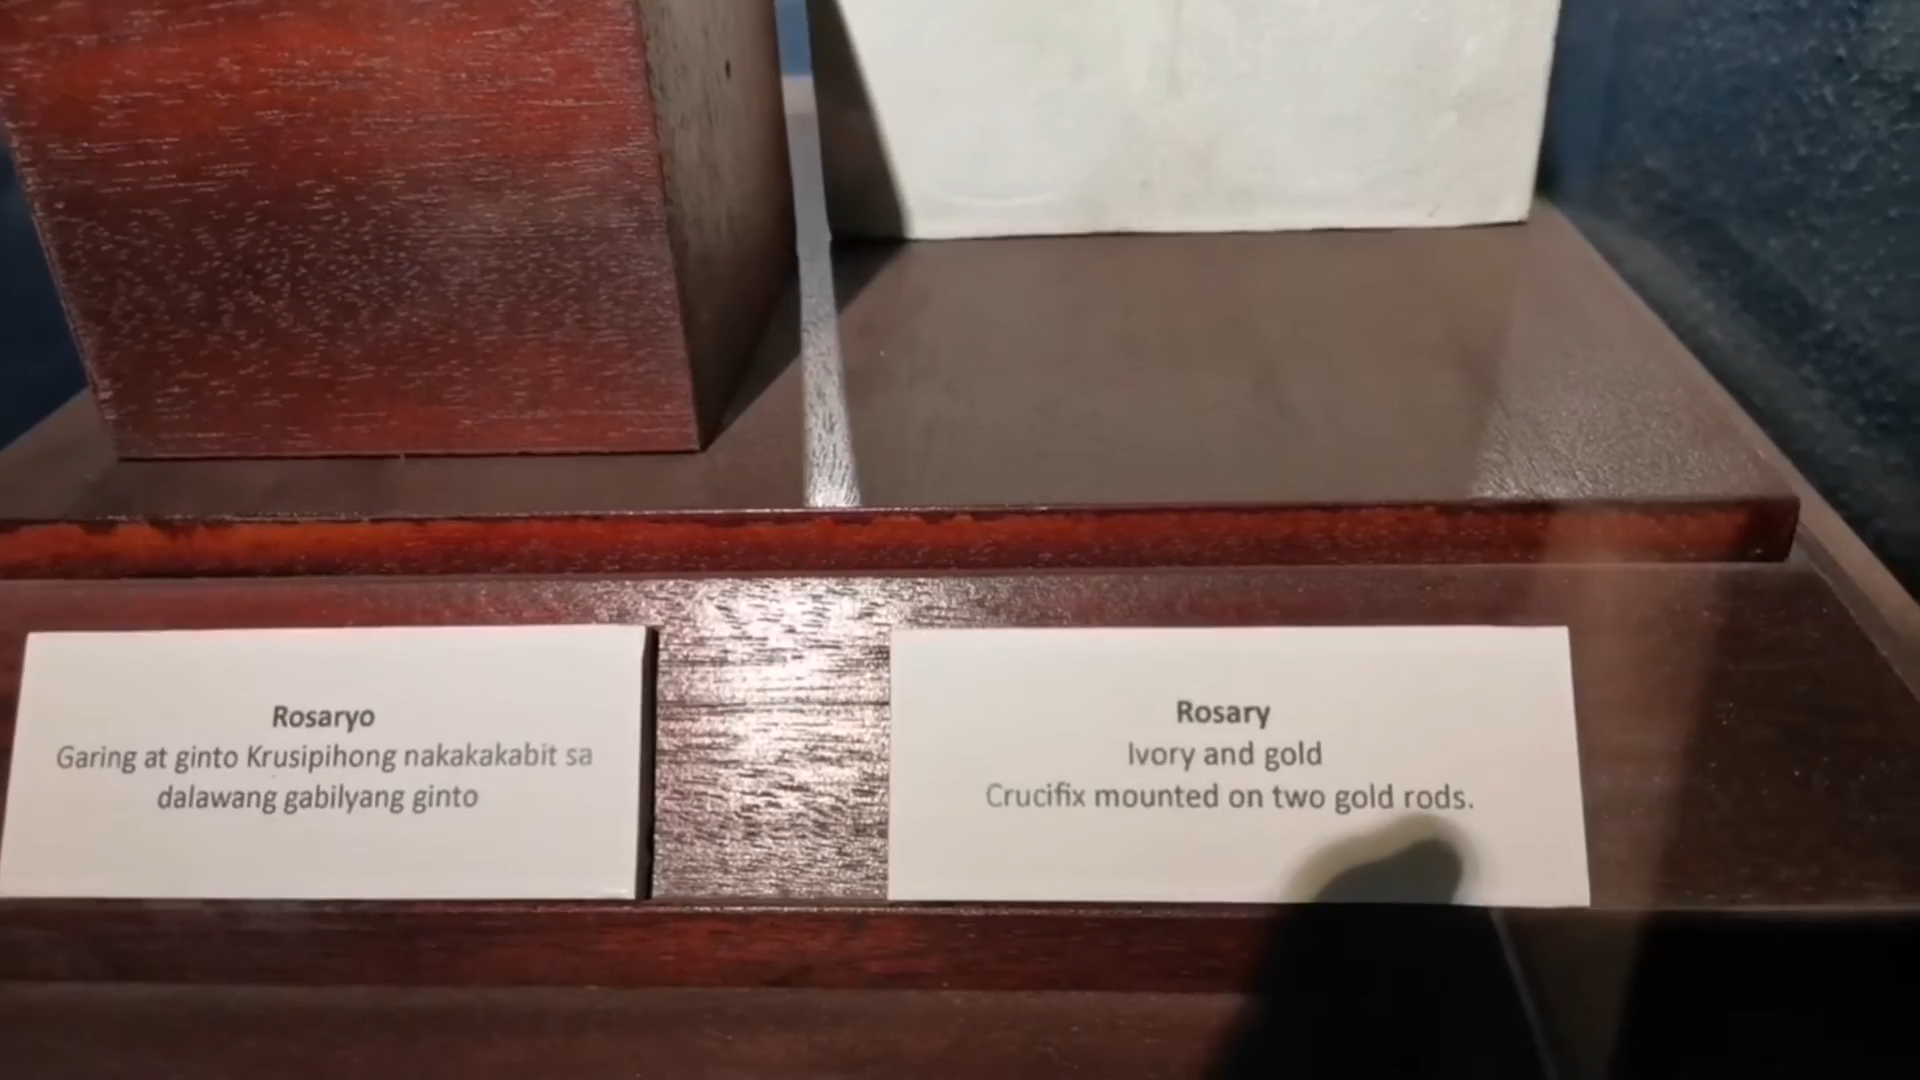 Rosaryo
Garing at ginto Krusipihong nakakakabit sa
dalawang gabilyang ginto
Rosary
Ivory and gold
Crucifix mounted on two gold rods.